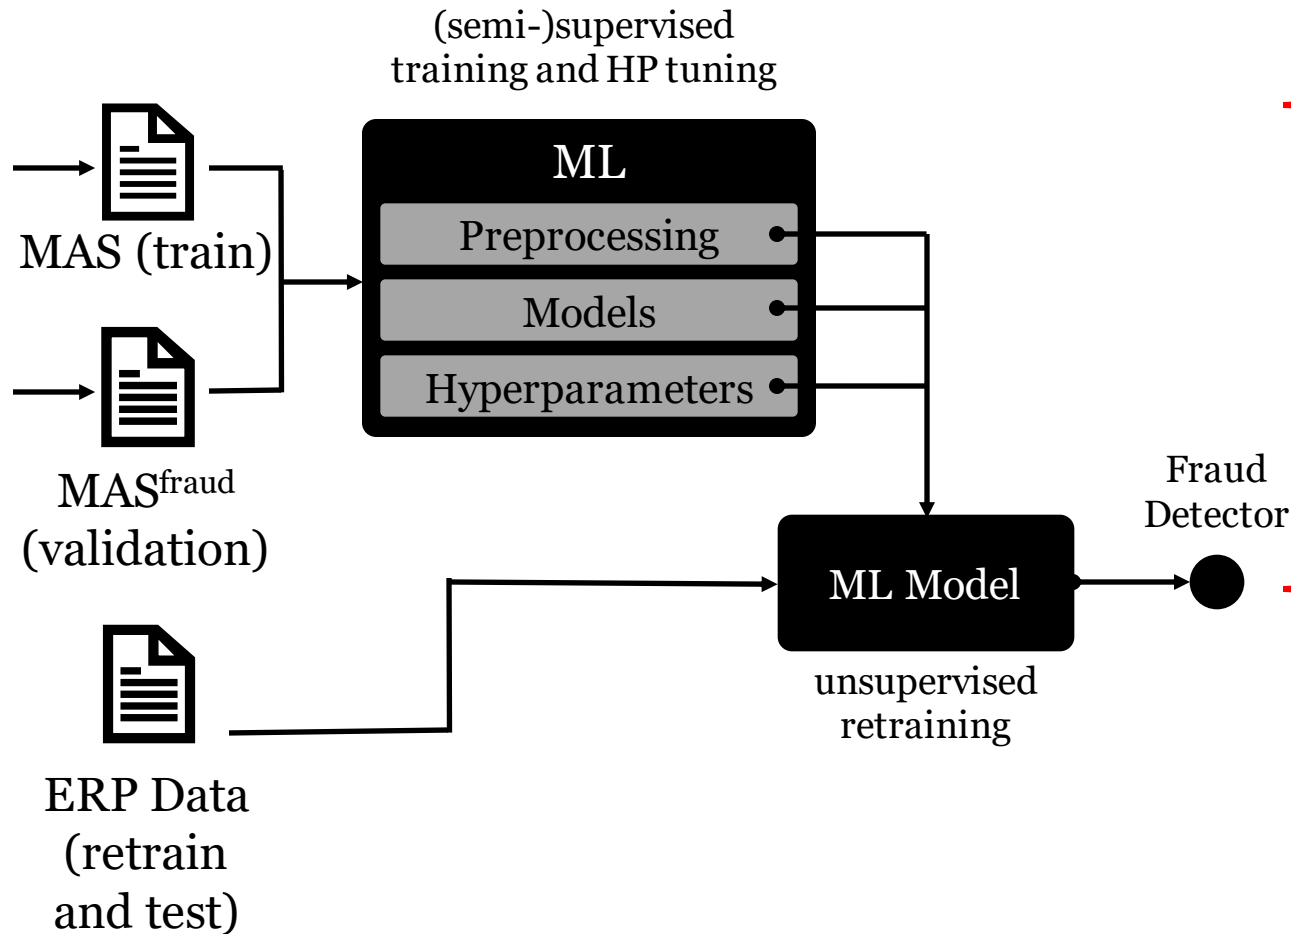 (semi-)supervised
training and HP tuning
ML
Preprocessing
Models
Hyperparameters
MAS (train)
MASfraud
(validation)
Fraud
Detector
ML Model
unsupervised
retraining
ERP Data
(retrain
and test)